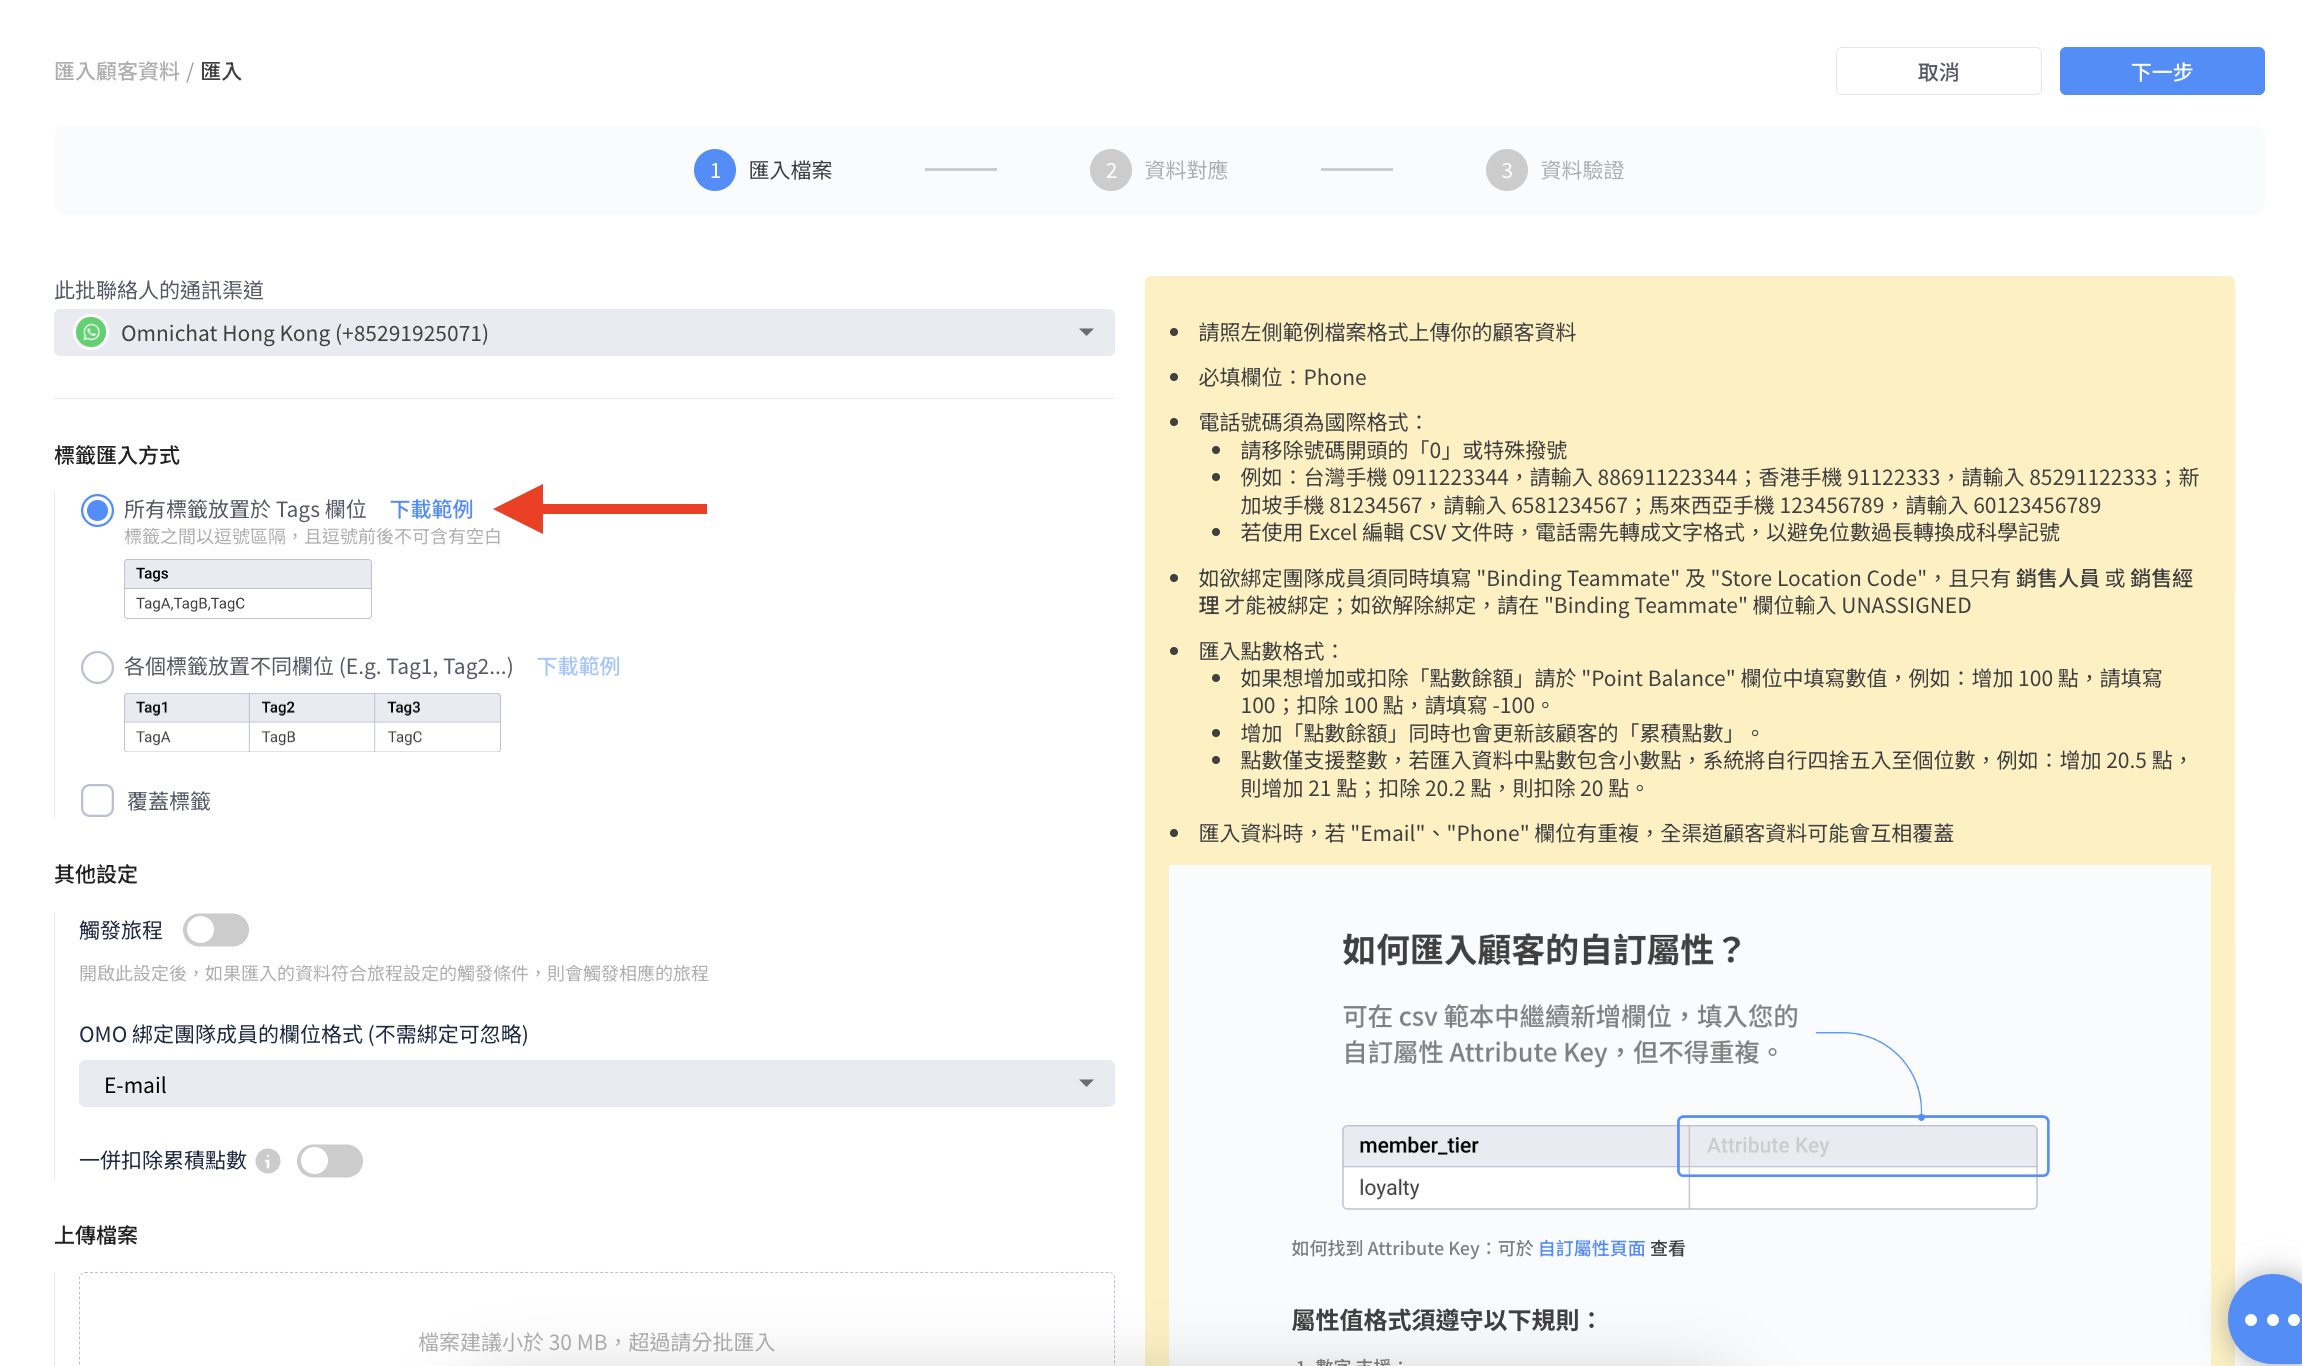 匯入顧客資料 / 匯入
取消
下一步
1 匯入檔案
2 資料對應
3 資料驗證
此批聯絡人的通訊渠道
Omnichat Hong Kong (+85291925071)
標籤匯入方式
所有標籤放置於 Tags 欄位 下載範例
標籤之間以逗號區隔，且逗號前後不可含有空白
Tags
TagA,TagB,TagC
各個標籤放置不同欄位 (E.g. Tag1, Tag2...) 下載範例
Tag1 Tag2 Tag3
TagA TagB TagC
覆蓋標籤
其他設定
觸發旅程
開啟此設定後，如果匯入的資料符合旅程設定的觸發條件，則會觸發相應的旅程
OMO 綁定團隊成員的欄位格式 (不需綁定可忽略)
E-mail
一併扣除累積點數
上傳檔案
檔案建議小於 30 MB，超過請分批匯入
請照左側範例檔案格式上傳你的顧客資料
必填欄位：Phone
電話號碼須為國際格式：
請移除號碼開頭的「0」或特殊撥號
例如：台灣手機 0911223344，請輸入 886911223344；香港手機 91122333，請輸入 85291122333；新
加坡手機 81234567，請輸入 6581234567；馬來西亞手機 123456789，請輸入 60123456789
若使用 Excel 編輯 CSV 文件時，電話需先轉成文字格式，以避免位數過長轉換成科學記號
如欲綁定團隊成員須同時填寫 "Binding Teammate" 及 "Store Location Code"，且只有 銷售人員 或 銷售經
理 才能被綁定；如欲解除綁定，請在 "Binding Teammate" 欄位輸入 UNASSIGNED
匯入點數格式：
如果想增加或扣除「點數餘額」請於 "Point Balance" 欄位中填寫數值，例如：增加 100 點，請填寫
100；扣除 100 點，請填寫 -100。
增加「點數餘額」同時也會更新該顧客的「累積點數」。
點數僅支援整數，若匯入資料中點數包含小數點，系統將自行四捨五入至個位數，例如：增加 20.5 點，
則增加 21 點；扣除 20.2 點，則扣除 20 點。
匯入資料時，若 "Email"、"Phone" 欄位有重複，全渠道顧客資料可能會互相覆蓋
如何匯入顧客的自訂屬性？
可在 csv 範本中繼續新增欄位，填入您的
自訂屬性 Attribute Key，但不得重複。
member_tier Attribute Key
loyalty
如何找到 Attribute Key：可於 自訂屬性頁面 查看
屬性值格式須遵守以下規則：
1. 數字 支援：